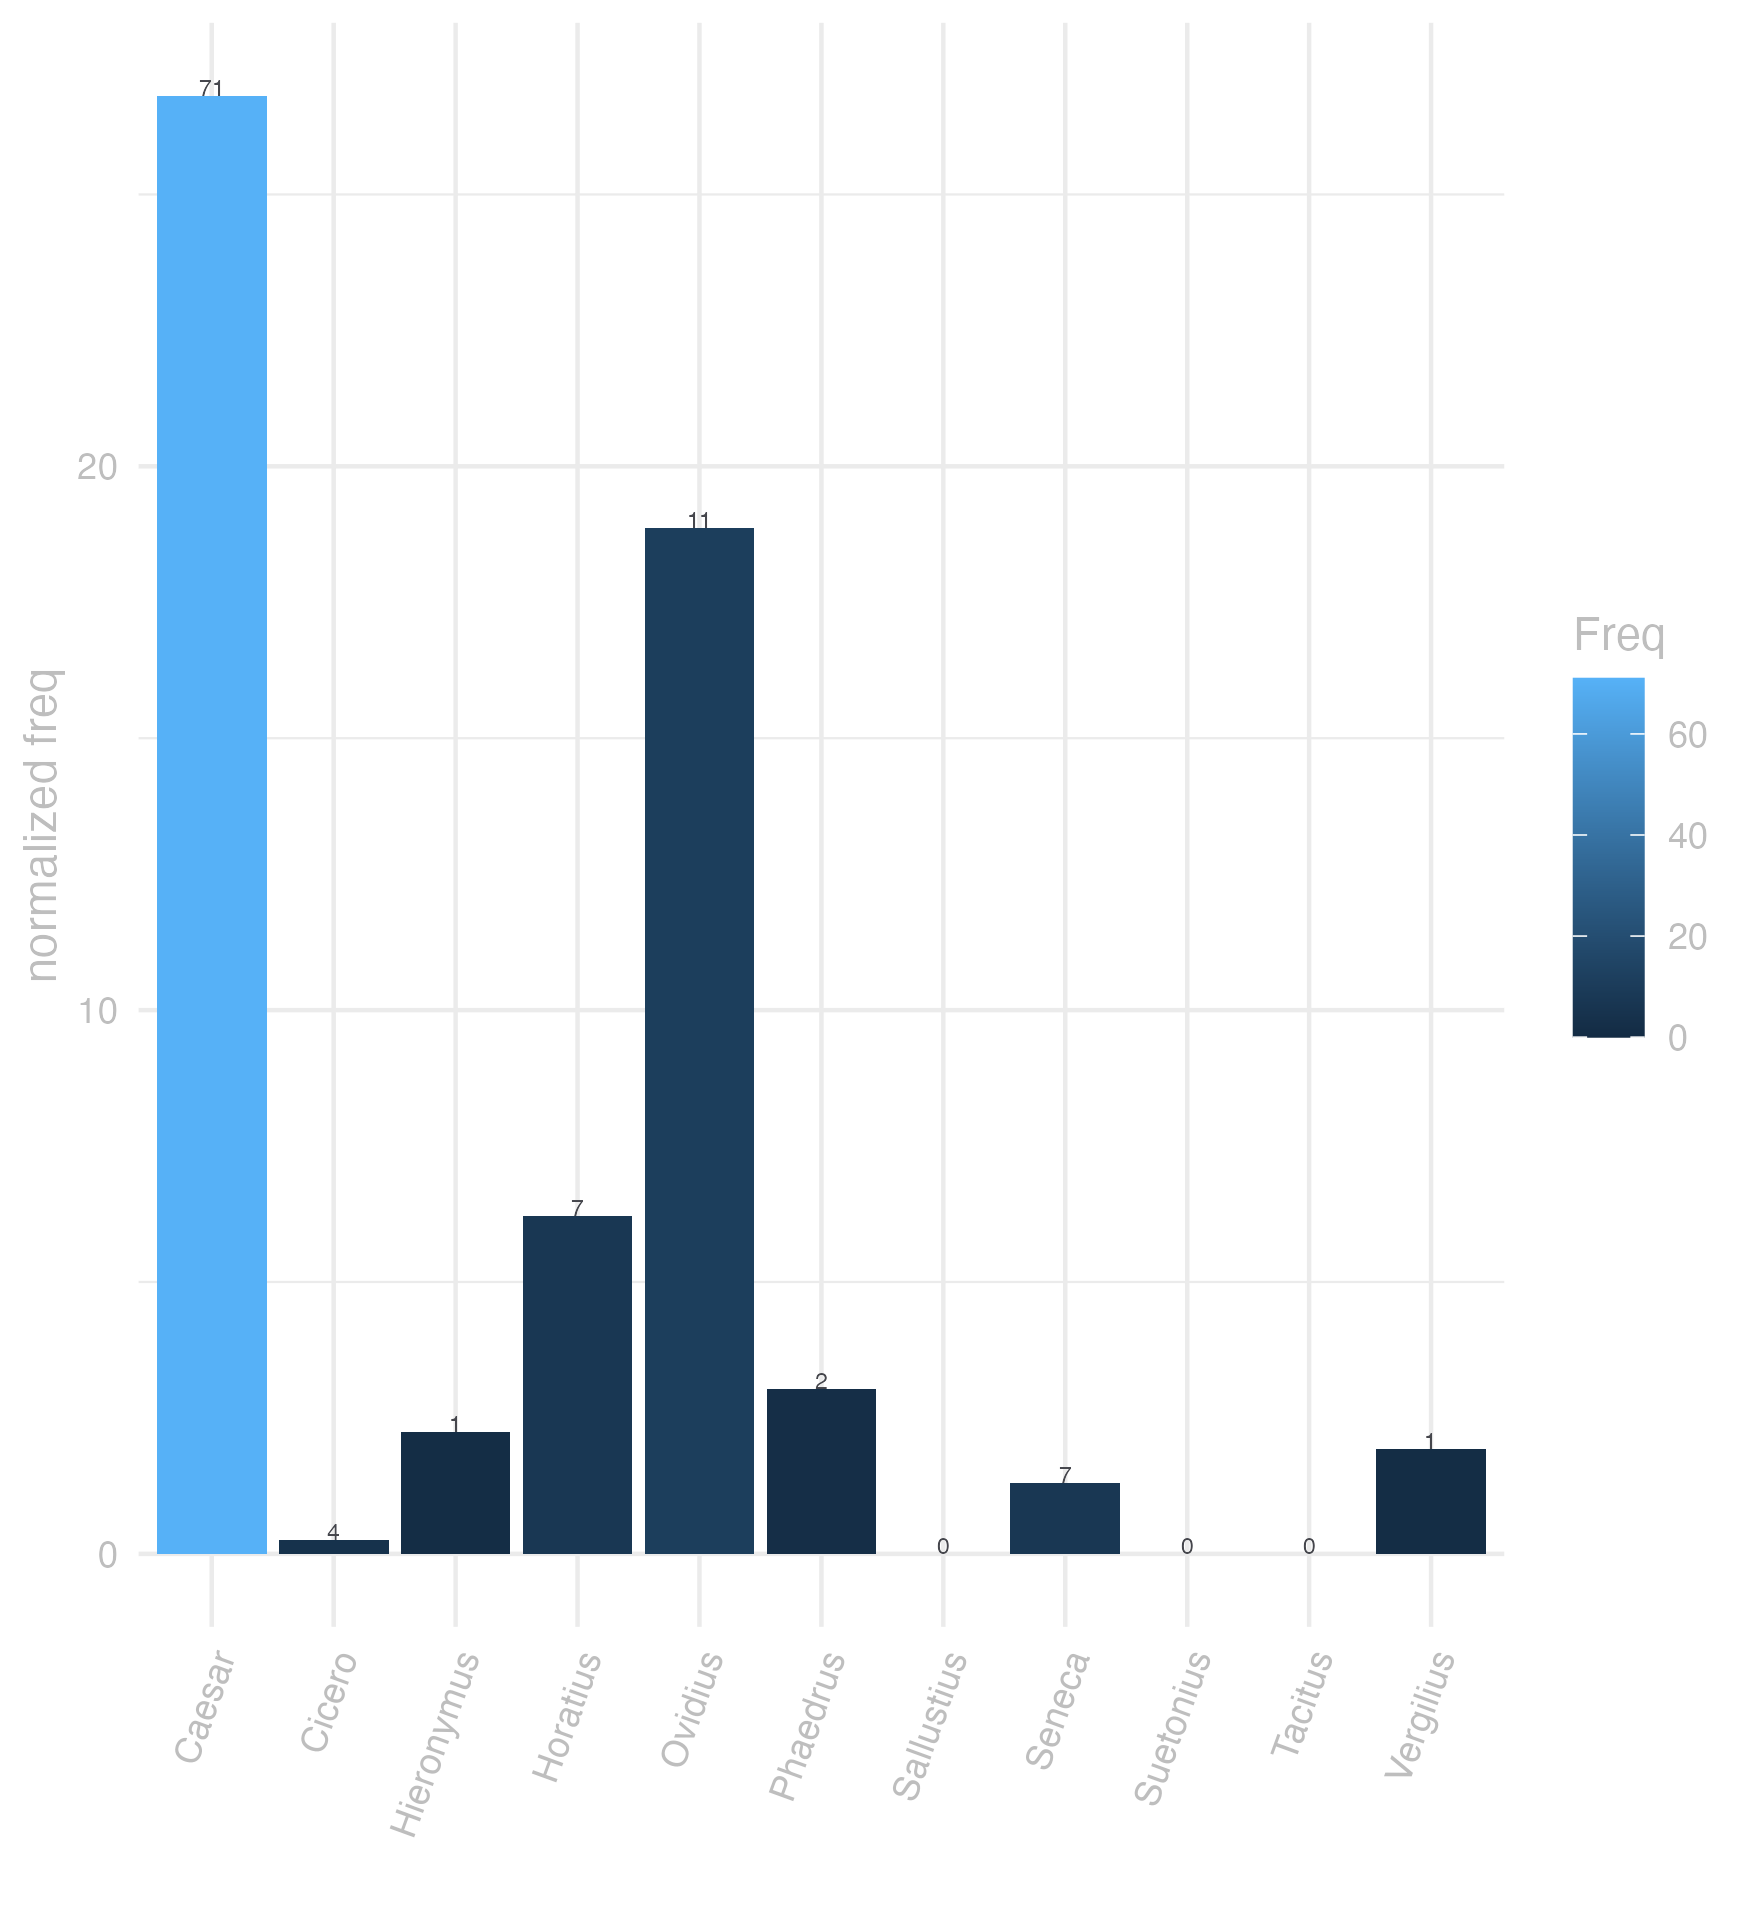 71
20
11
normalized freq
Freq
60
40
20
0
10
7
2
1
7
1
4
0
0
0
0
Caesar
Cicero
Hieronymus
Horatius
Ovidius
Phaedrus
Sallustius
Seneca
Suetonius
Tacitus
Vergilius